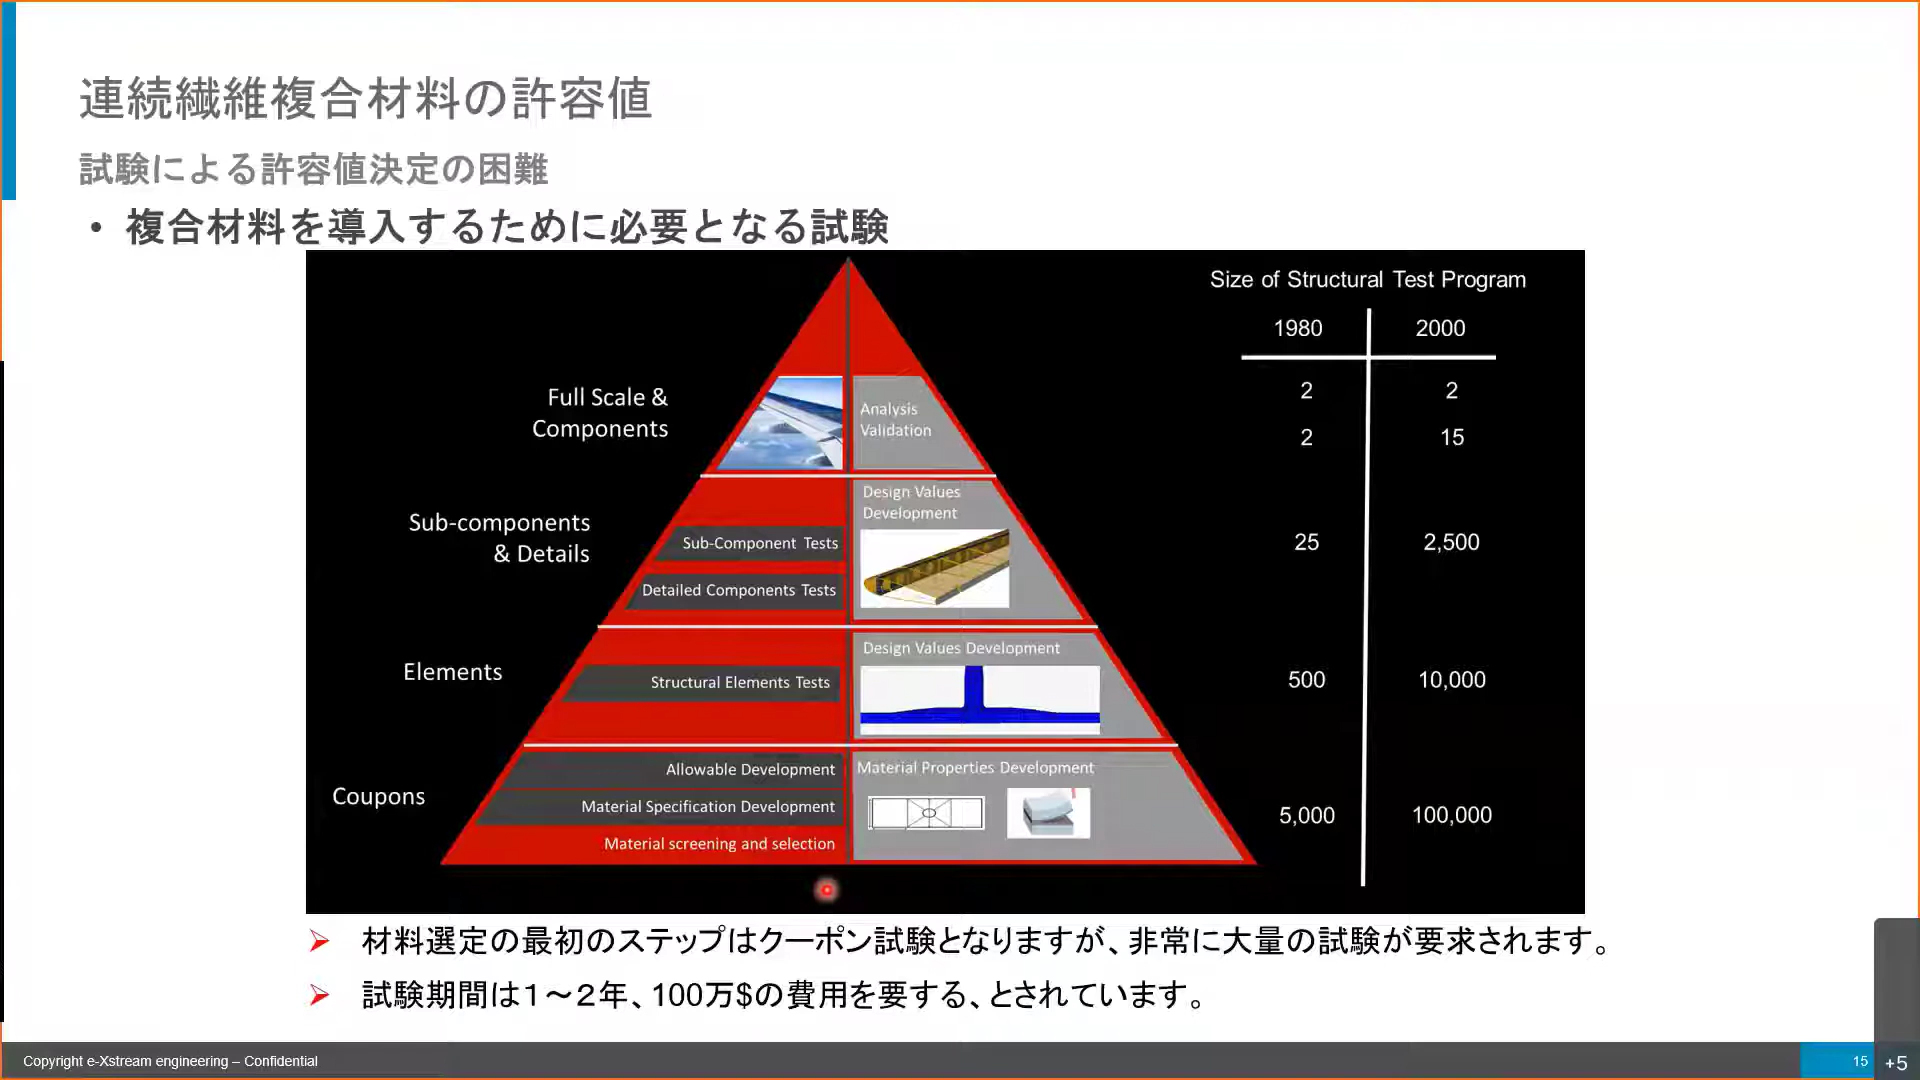 連続繊維複合材料の許容値
試験による許容値決定の困難
• 複合材料を導入するために必要となる試験
Size of Structural Test Program
1980 2000
Full Scale &
Components
Analysis
Validation
2 2
2 15
Sub-components
& Details
Sub-Component Tests
Detailed Components Tests
Design Values
Development
25 2,500
Elements
Structural Elements Tests
Design Values Development
500 10,000
Coupons
Allowable Development
Material Specification Development
Material screening and selection
Material Properties Development
5,000 100,000
➢ 材料選定の最初のステップはクーポン試験となりますが、非常に大量の試験が要求されます。
➢ 試験期間は1～2年、100万$の費用を要する、とされています。
Copyright e-Xstream engineering – Confidential
15
+5